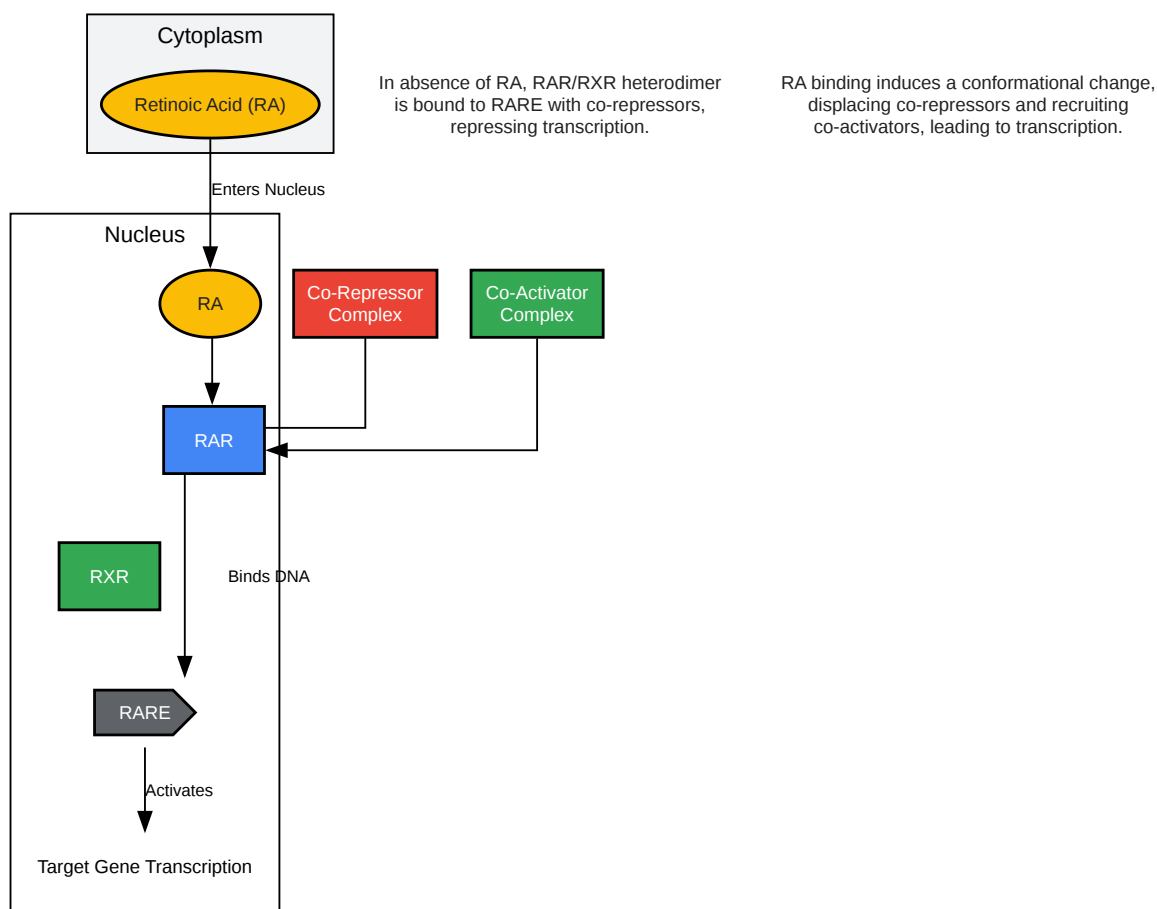 Cytoplasm
Retinoic Acid (RA)
In absence of RA, RAR/RXR heterodimer
is bound to RARE with co-repressors,
repressing transcription.
RA binding induces a conformational change,
displacing co-repressors and recruiting
co-activators, leading to transcription.
Enters Nucleus
Nucleus
RA
Co-Repressor
Complex
Co-Activator
Complex
RAR
RXR
Binds DNA
RARE
Activates
Target Gene Transcription